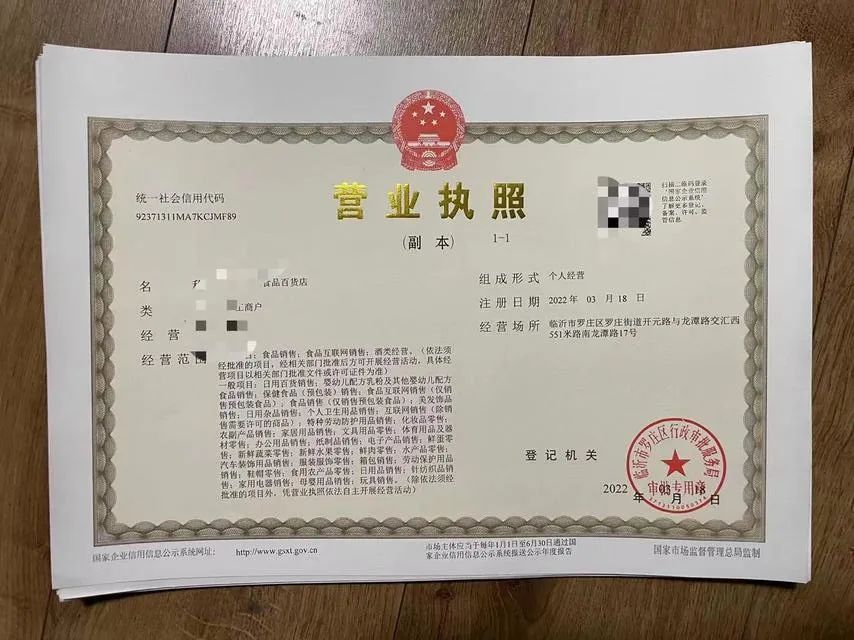 统一社会信用代码
92371311MA7KCJMF89
营业执照
(副 本) 1-1
扫描二维码登录
'国家企业信用
信息公示系统'
了解更多登记、
备案、许可、监
管信息
名 食品百货店
类 工商户
经 营
经 营 范 围
食品销售；食品互联网销售；酒类经营。（依法须
经批准的项目，经相关部门批准后方可开展经营活动，具体经
营项目以相关部门批准文件或许可证件为准）
一般项目：日用百货销售；婴幼儿配方乳粉及其他婴幼儿配方
食品销售；保健食品（预包装）销售；食品互联网销售（仅销
售预包装食品）；食品销售（仅销售预包装食品）；美发饰品
销售；日用杂品销售；个人卫生用品销售；互联网销售（除销
售需要许可的商品）；特种劳动防护用品销售；化妆品零售；
农副产品销售；家居用品销售；文具用品零售；体育用品及器
材零售；办公用品销售；纸制品销售；电子产品销售；鲜蛋零
售；新鲜蔬菜零售；新鲜水果零售；鲜肉零售；水产品零售；
汽车装饰用品销售；服装服饰零售；箱包销售；劳动保护用品
销售；鞋帽零售；食用农产品零售；日用品销售；针纺织品销
售；家用电器销售；母婴用品销售；玩具销售。（除依法须经
批准的项目外，凭营业执照依法自主开展经营活动）
组 成 形 式 个人经营
注 册 日 期 2022 年 03 月 18 日
经 营 场 所 临沂市罗庄区罗庄街道开元路与龙潭路交汇西
551米路南龙潭路17号
登 记 机 关
临沂市罗庄区行政审批服务局
审批专用章
2022 年 03 月 18 日
国家企业信用信息公示系统网址： http://www.gsxt.gov.cn
市场主体应当于每年1月1日至6月30日通过国
家企业信用信息公示系统报送公示年度报告
国家市场监督管理总局监制